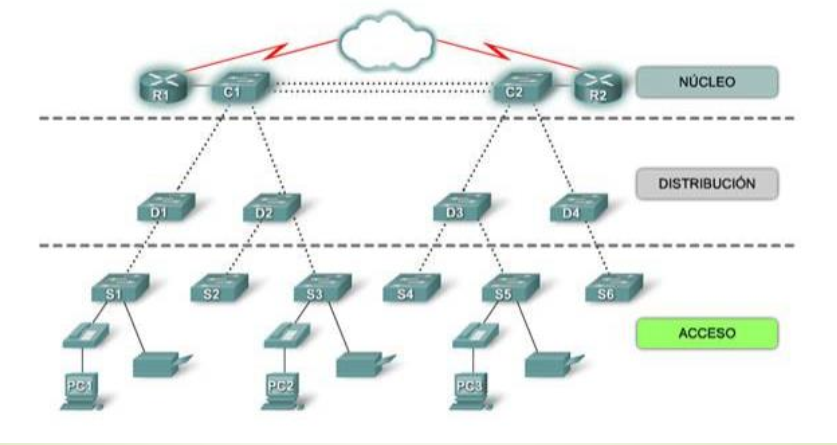 R1 C1 C2 R2 NÚCLEO
D1 D2 D3 D4 DISTRIBUCIÓN
S1 S2 S3 S4 S5 S6
ACCESO
PC1 PC2 PC3